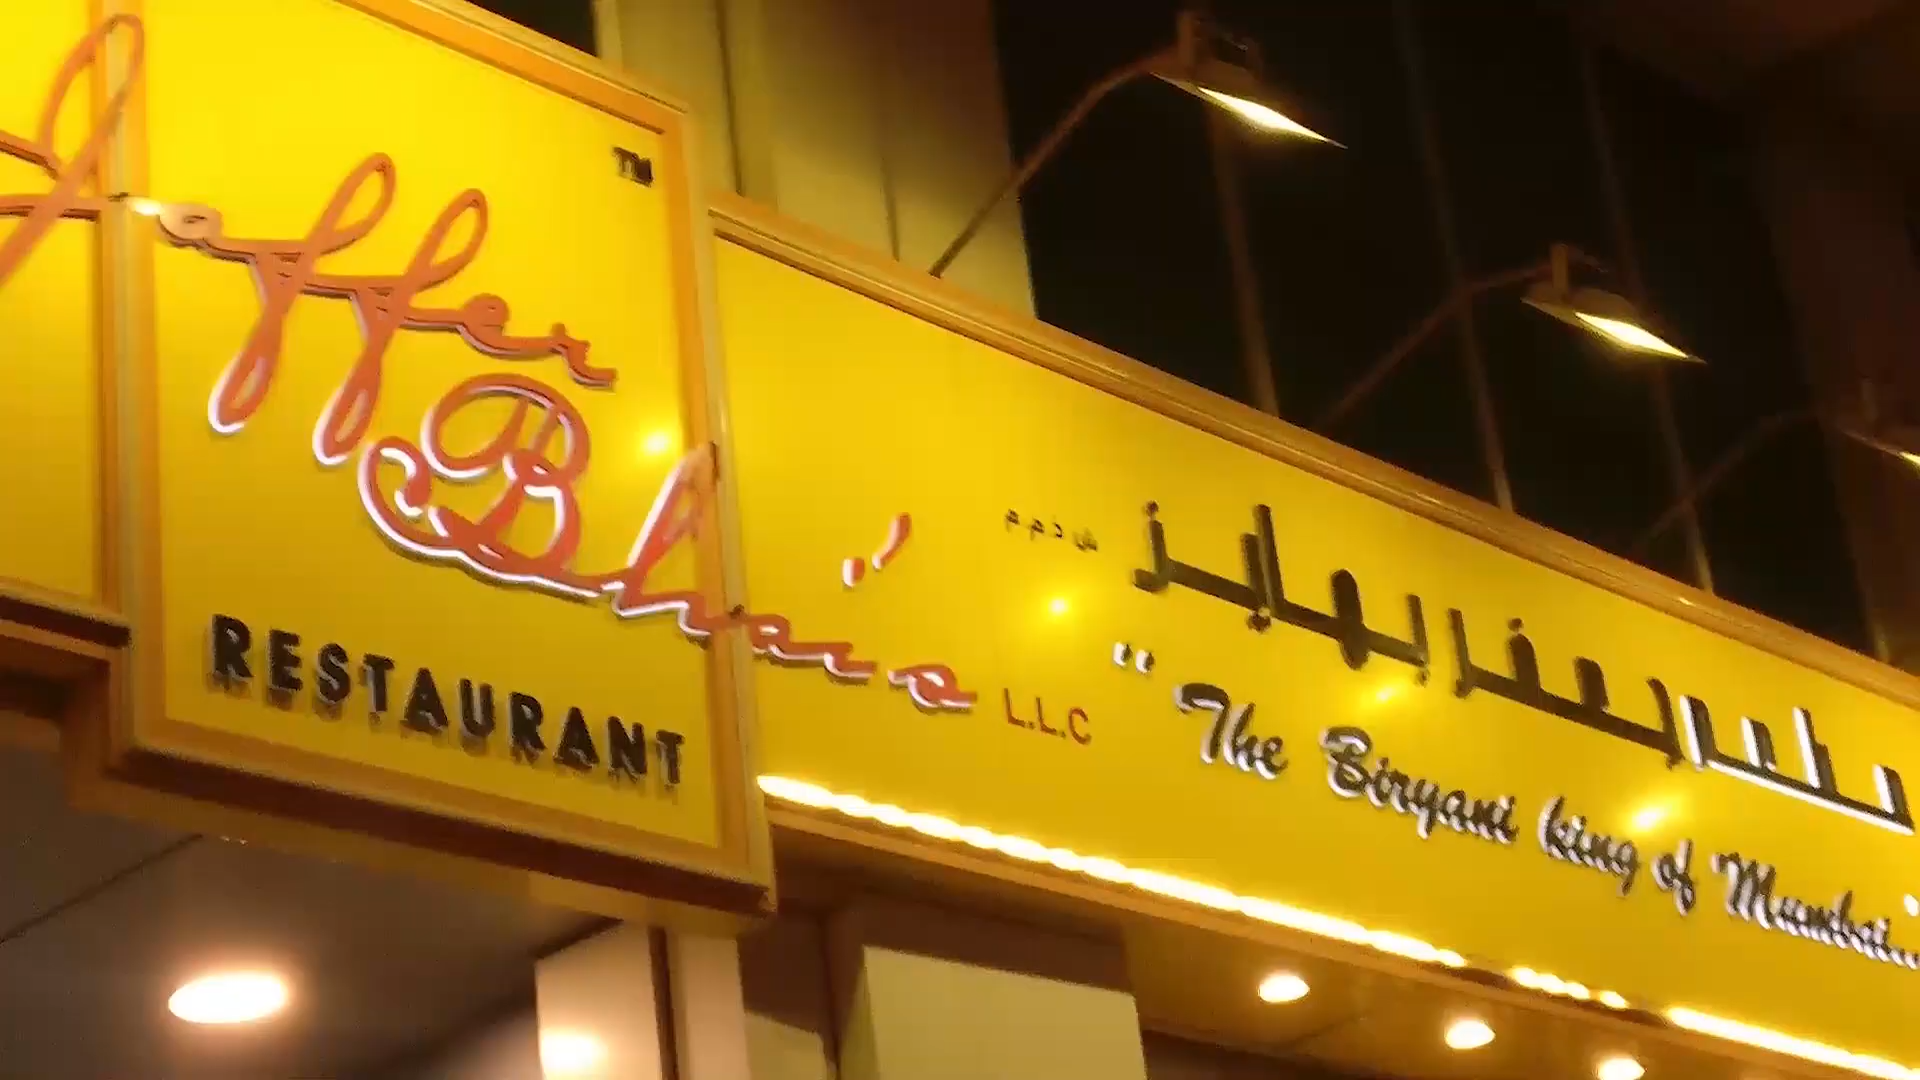 Jaffer
TM
Bhai's
RESTAURANT
L.L.C
مطعم جعفر بهايز
ش ذ.م.م
"The Biryani king of Mumbai